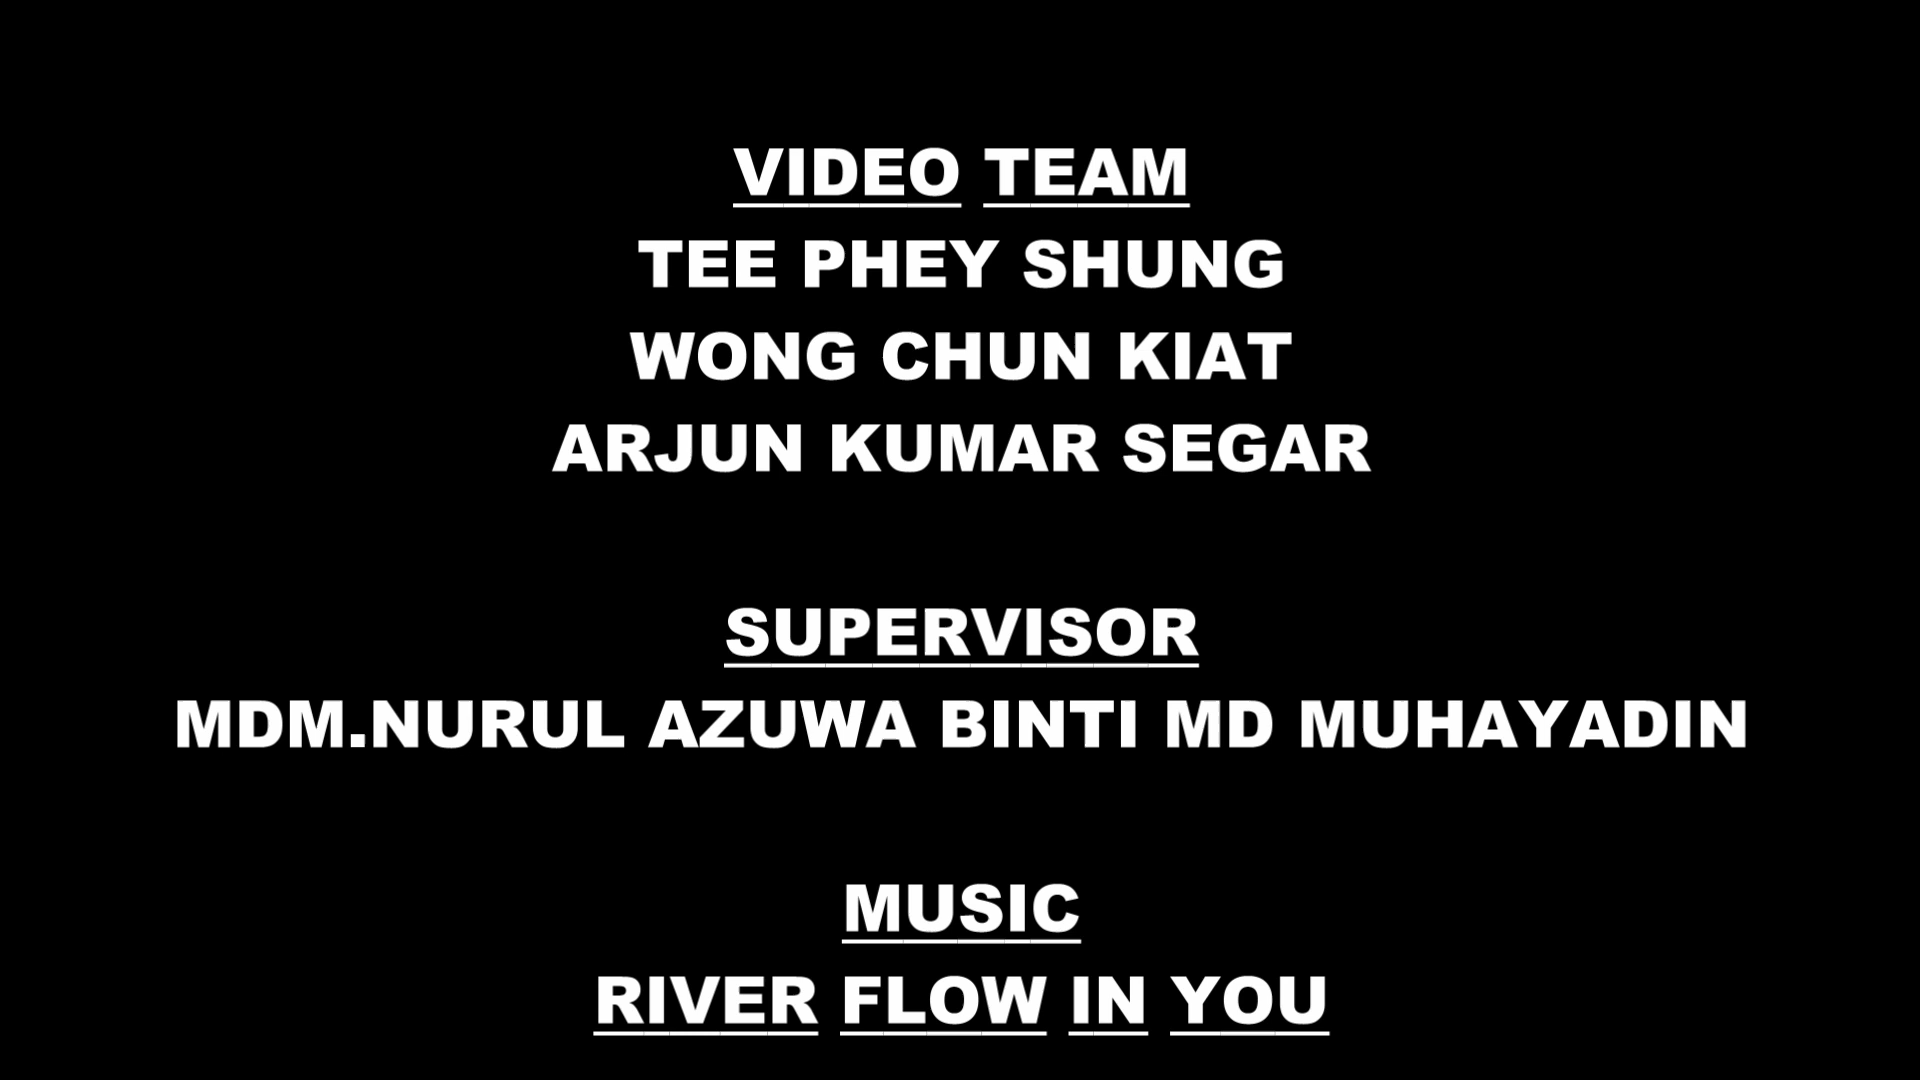 VIDEO TEAM
TEE PHEY SHUNG
WONG CHUN KIAT
ARJUN KUMAR SEGAR
SUPERVISOR
MDM.NURUL AZUWA BINTI MD MUHAYADIN
MUSIC
RIVER FLOW IN YOU